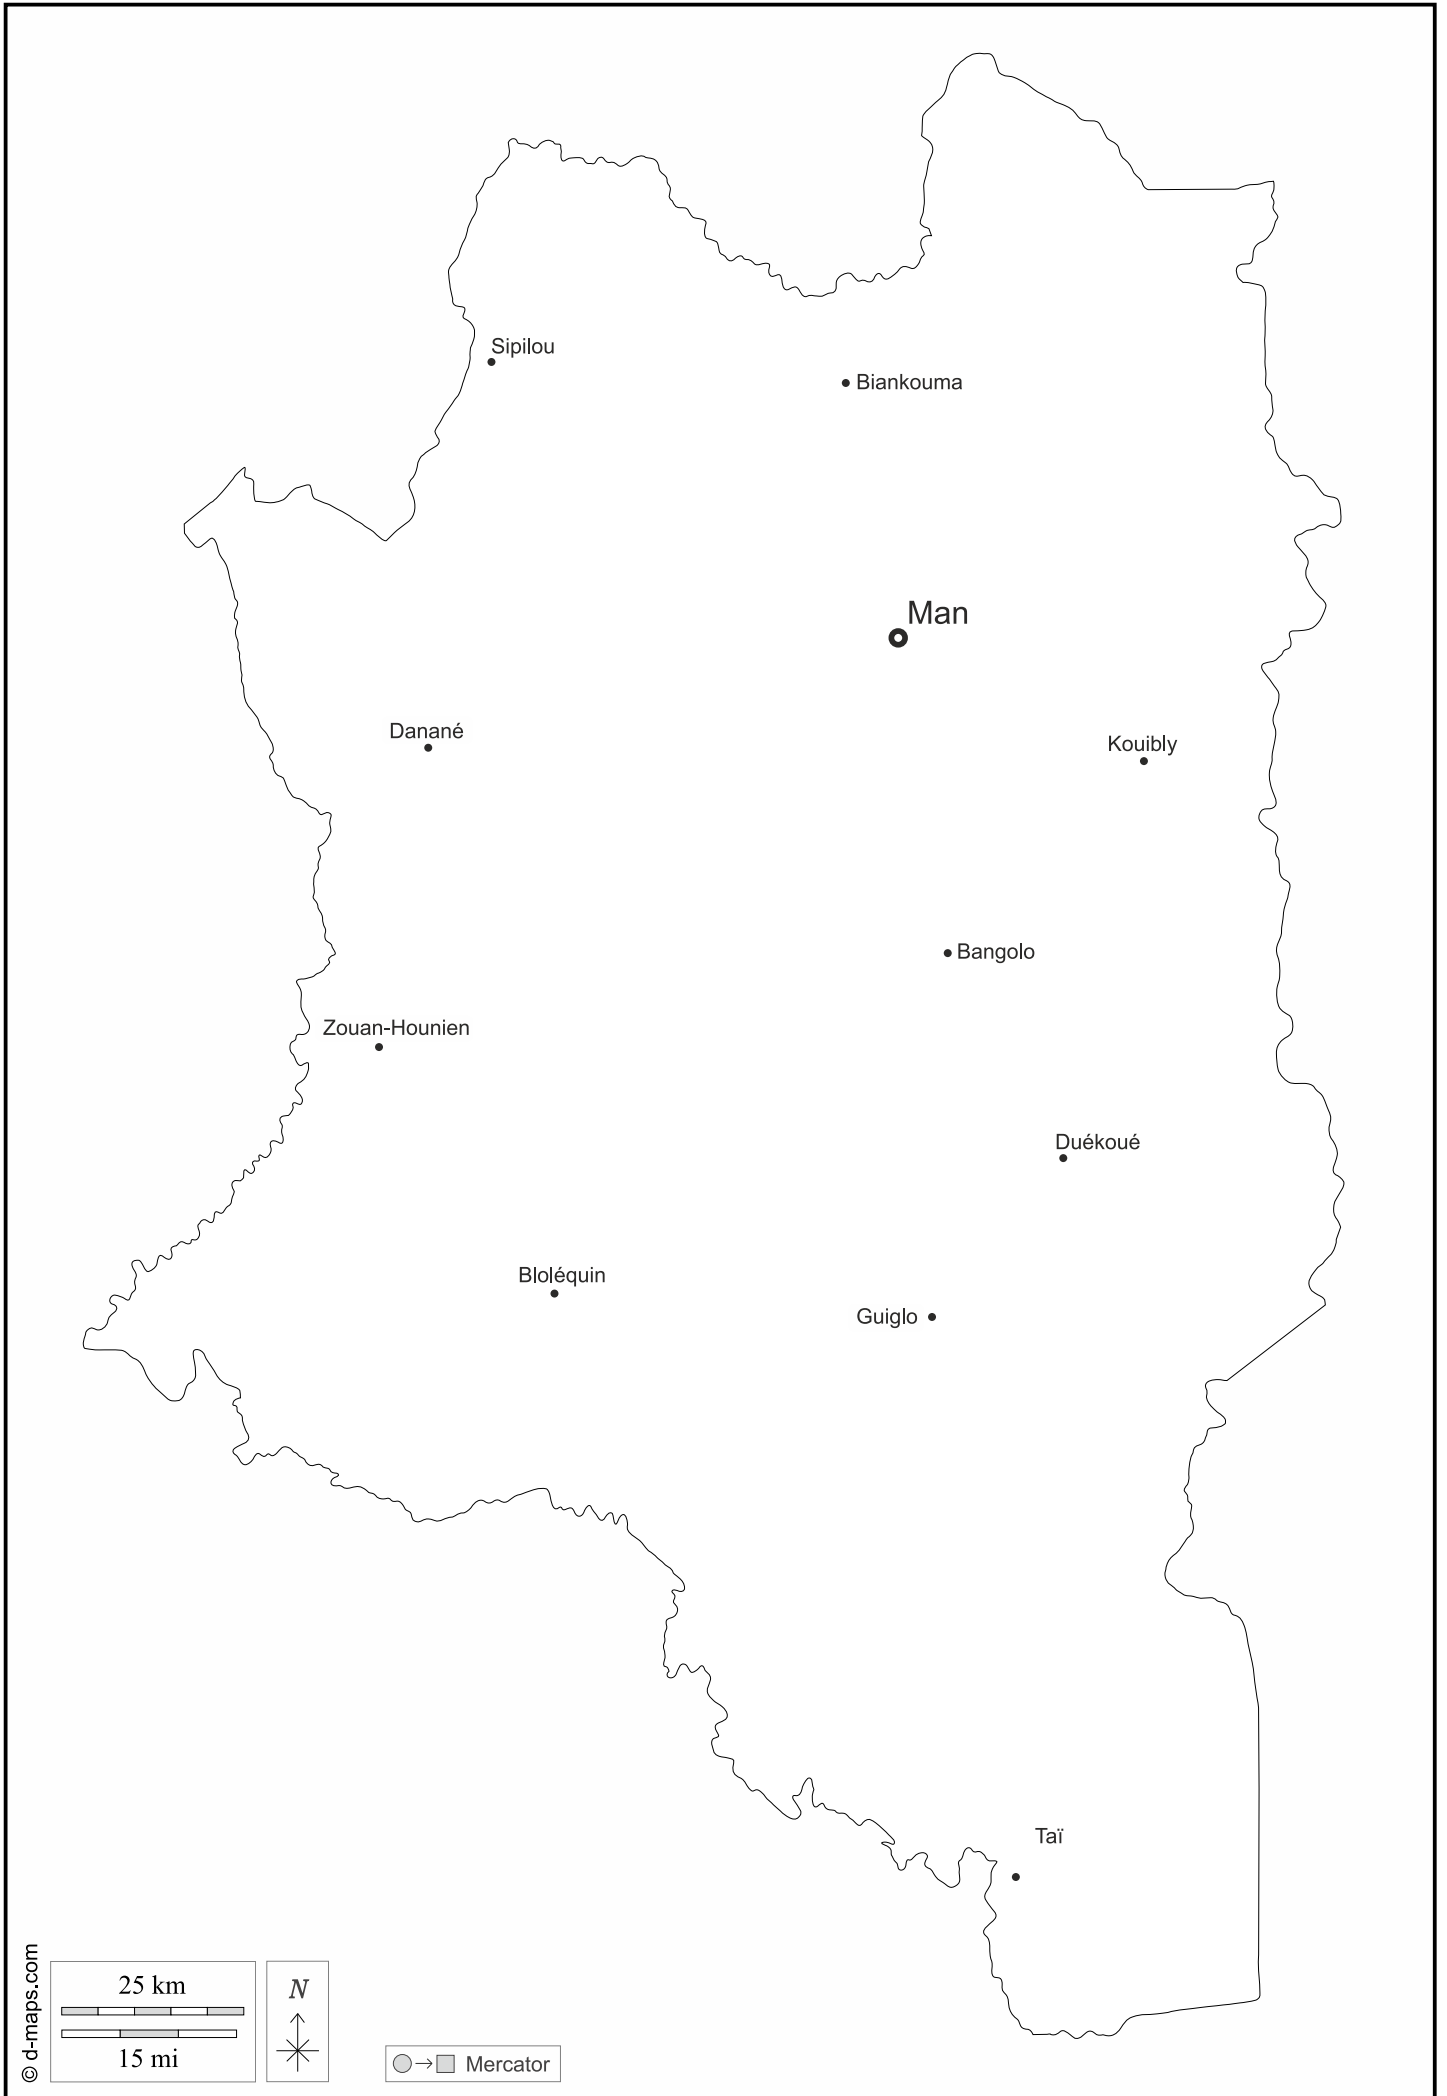 Sipilou
Biankouma
Man
Danané
Kouibly
Bangolo
Zouan-Hounien
Duékoué
Bloléquin
Guiglo
Taï
© d-maps.com
25 km
15 mi
N
Mercator